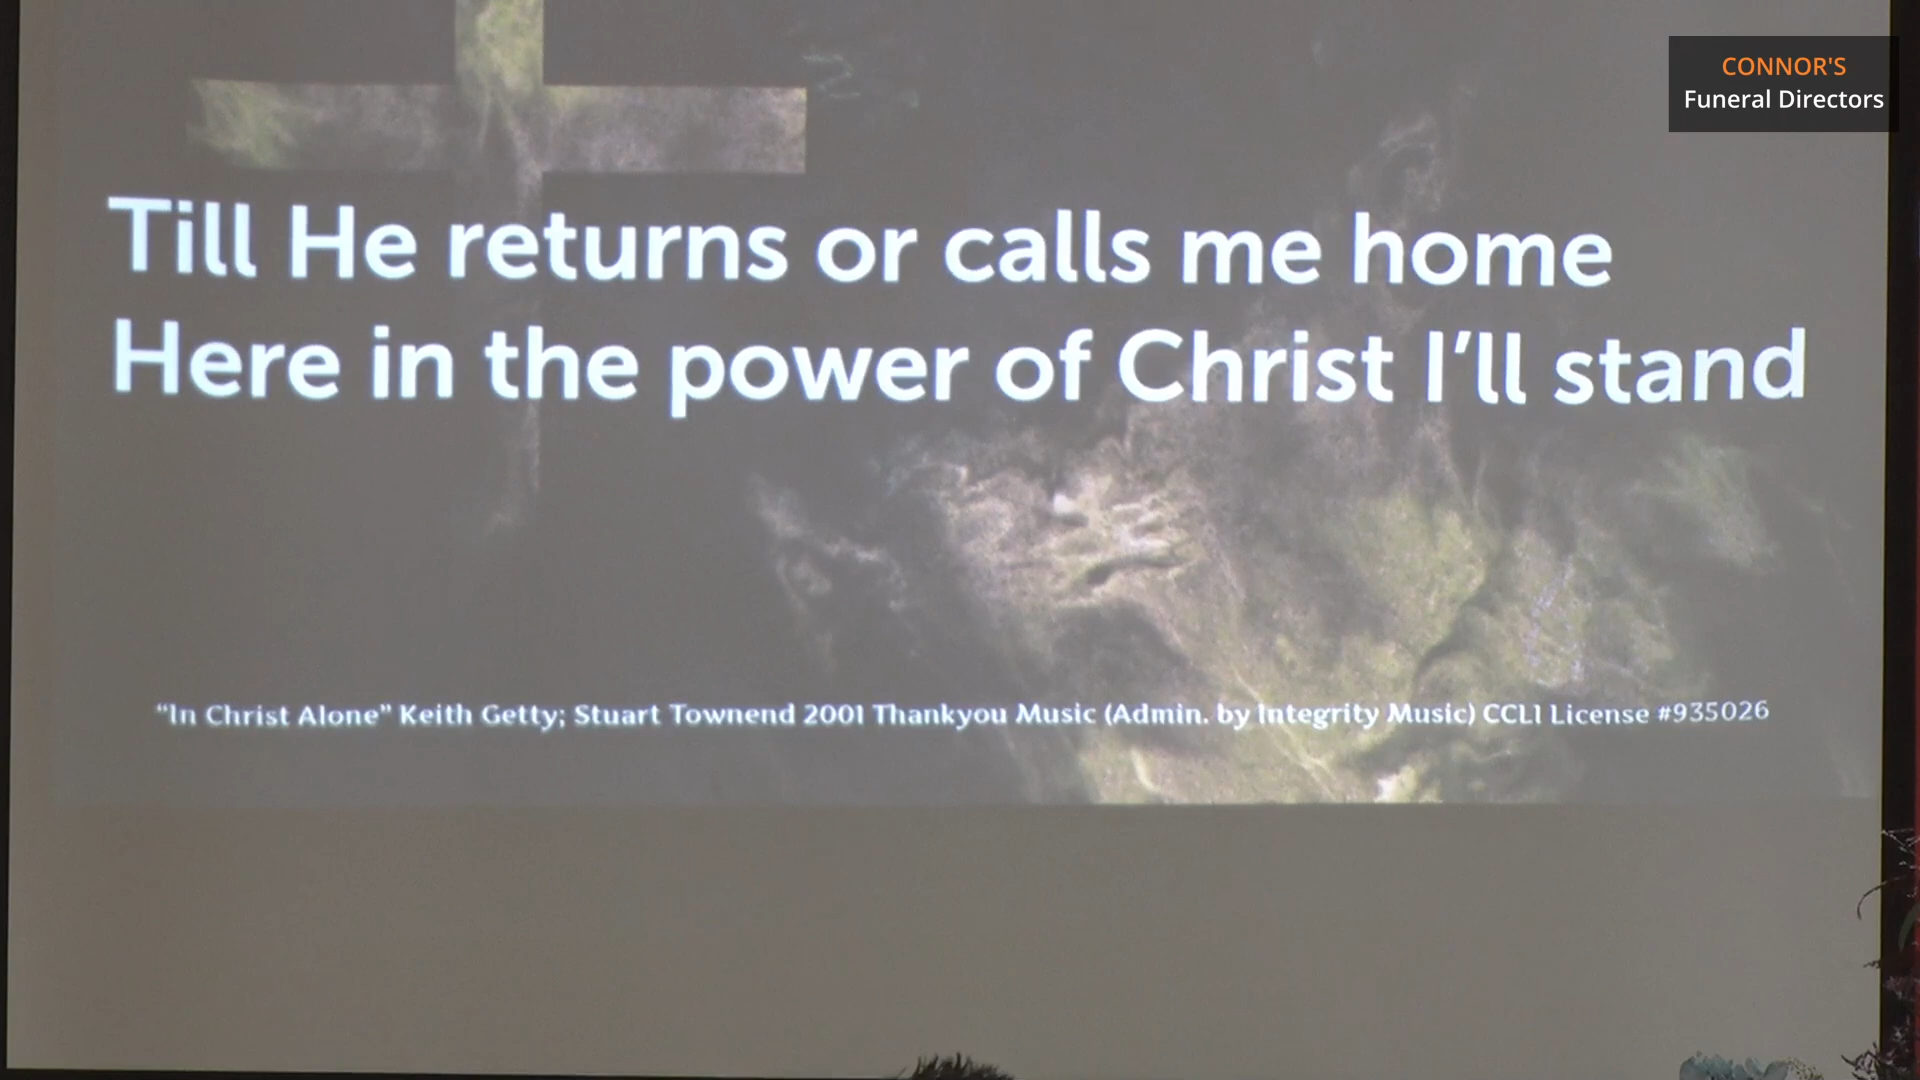 CONNOR'S
Funeral Directors
Till He returns or calls me home
Here in the power of Christ I'll stand
“In Christ Alone” Keith Getty; Stuart Townend 2001 Thankyou Music (Admin. by Integrity Music) CCLI License #935026